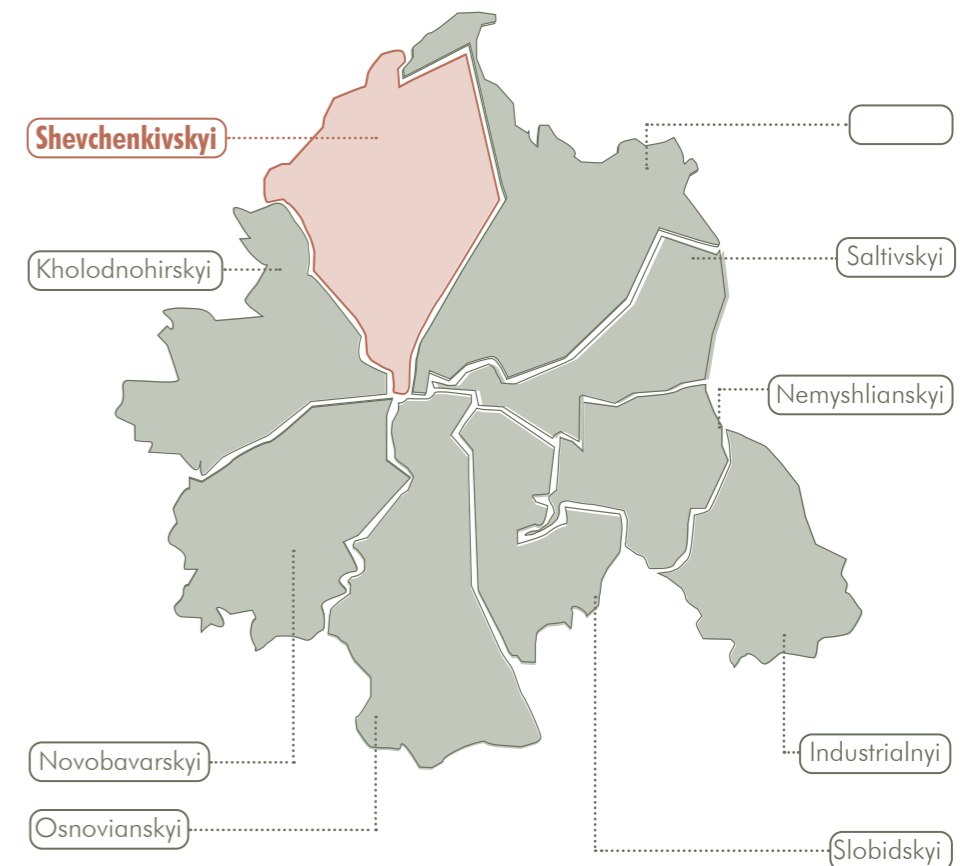 Shevchenkivskyi
Kholodnohirskyi
Saltivskyi
Nemyshlianskyi
Novobavarskyi
Industrialnyi
Osnovianskyi
Slobidskyi